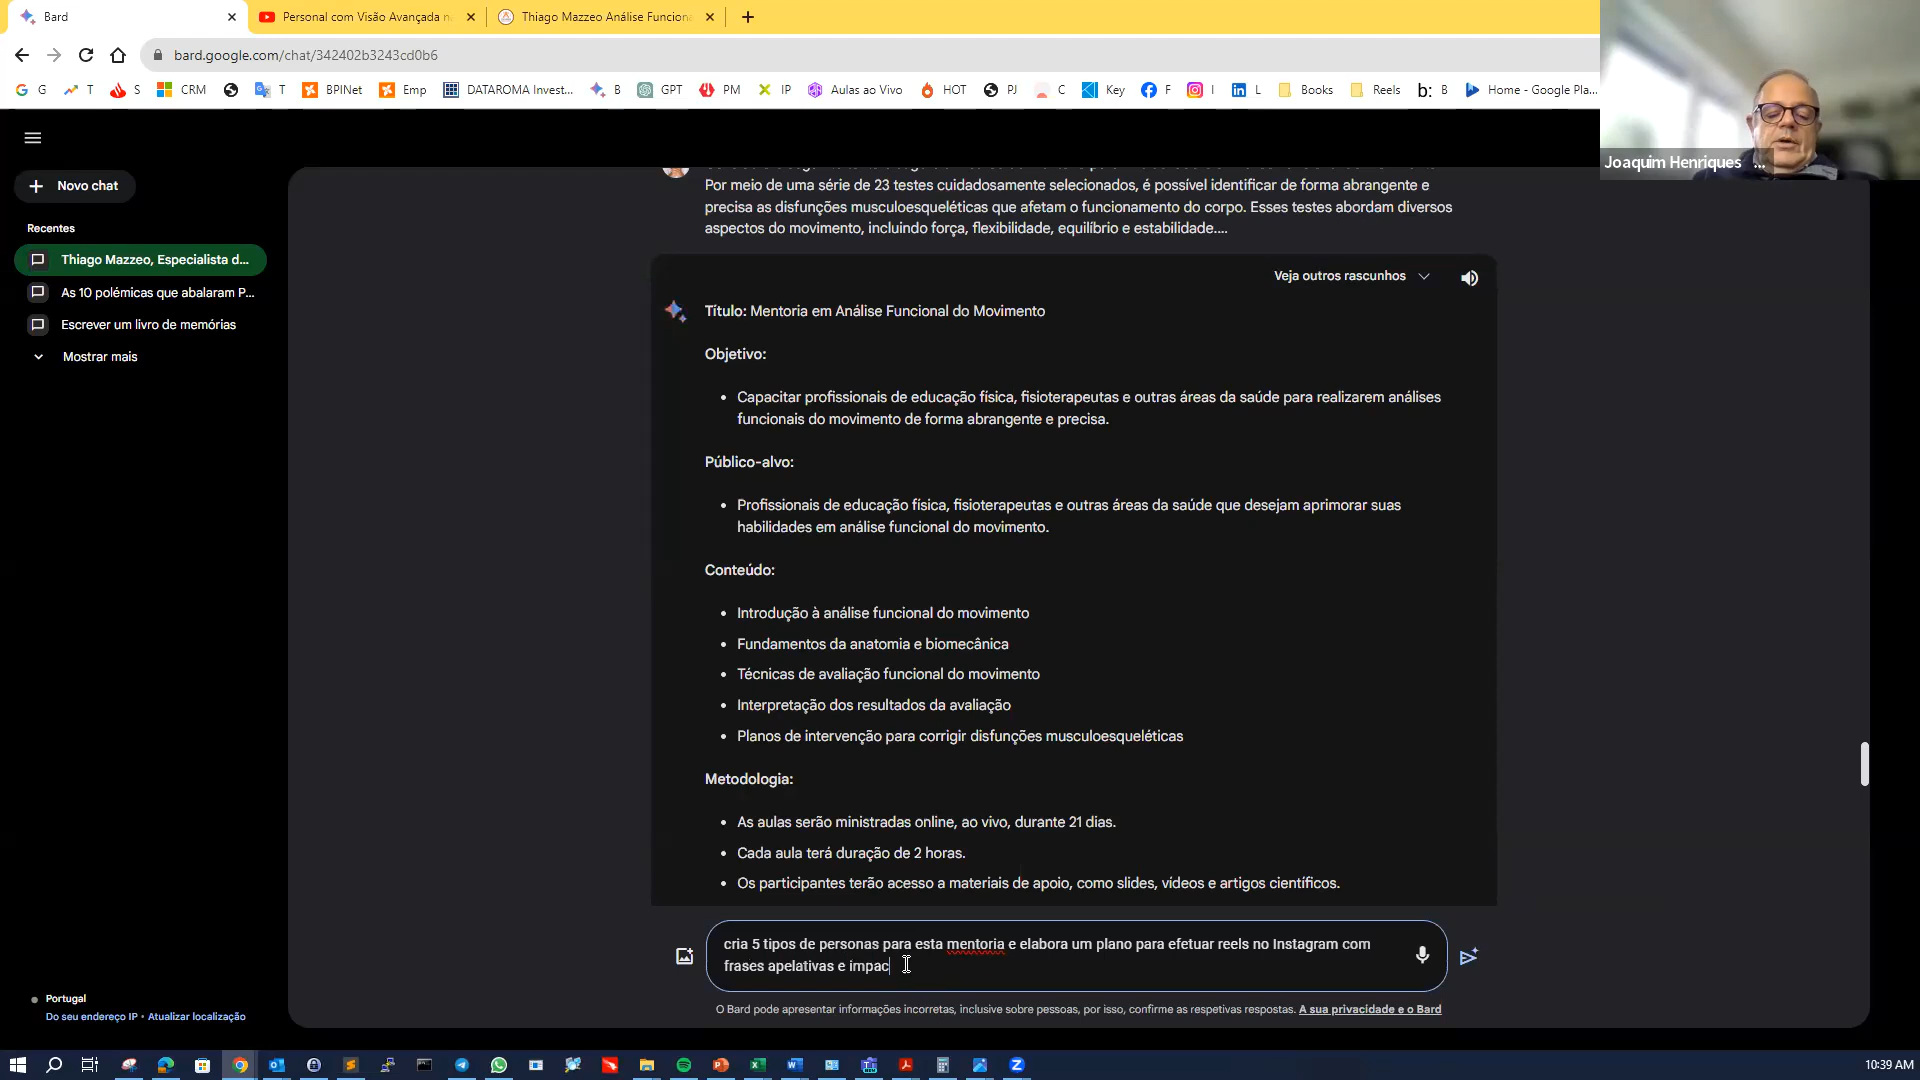 Bard
Personal com Visão Avançada n
Thiago Mazzeo Análise Funciona
bard.google.com/chat/342402b3243cd0b6
G
T
S
CRM
T
BPINet
Emp
DATAROMA Invest...
B
GPT
PM
IP
Aulas ao Vivo
HOT
PJ
C
Key
F
I
L
Books
Reels
b: B
Home - Google Pla...
Joaquim Henriques ...
Novo chat
Recentes
Thiago Mazzeo, Especialista d...
As 10 polémicas que abalaram P...
Escrever um livro de memórias
Mostrar mais
Por meio de uma série de 23 testes cuidadosamente selecionados, é possível identificar de forma abrangente e
precisa as disfunções musculoesqueléticas que afetam o funcionamento do corpo. Esses testes abordam diversos
aspectos do movimento, incluindo força, flexibilidade, equilíbrio e estabilidade....
Veja outros rascunhos
Título: Mentoria em Análise Funcional do Movimento
Objetivo:
• Capacitar profissionais de educação física, fisioterapeutas e outras áreas da saúde para realizarem análises
funcionais do movimento de forma abrangente e precisa.
Público-alvo:
• Profissionais de educação física, fisioterapeutas e outras áreas da saúde que desejam aprimorar suas
habilidades em análise funcional do movimento.
Conteúdo:
• Introdução à análise funcional do movimento
• Fundamentos da anatomia e biomecânica
• Técnicas de avaliação funcional do movimento
• Interpretação dos resultados da avaliação
• Planos de intervenção para corrigir disfunções musculoesqueléticas
Metodologia:
• As aulas serão ministradas online, ao vivo, durante 21 dias.
• Cada aula terá duração de 2 horas.
• Os participantes terão acesso a materiais de apoio, como slides, vídeos e artigos científicos.
cria 5 tipos de personas para esta mentoria e elabora um plano para efetuar reels no Instagram com
frases apelativas e impac
O Bard pode apresentar informações incorretas, inclusive sobre pessoas, por isso, confirme as respetivas respostas. A sua privacidade e o Bard
Portugal
Do seu endereço IP • Atualizar localização
10:39 AM